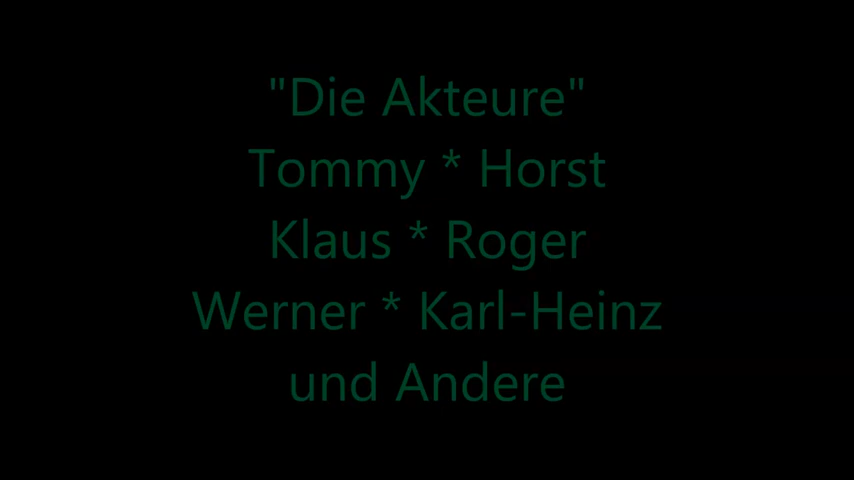 "Die Akteure"
Tommy * Horst
Klaus * Roger
Werner * Karl-Heinz
und Andere